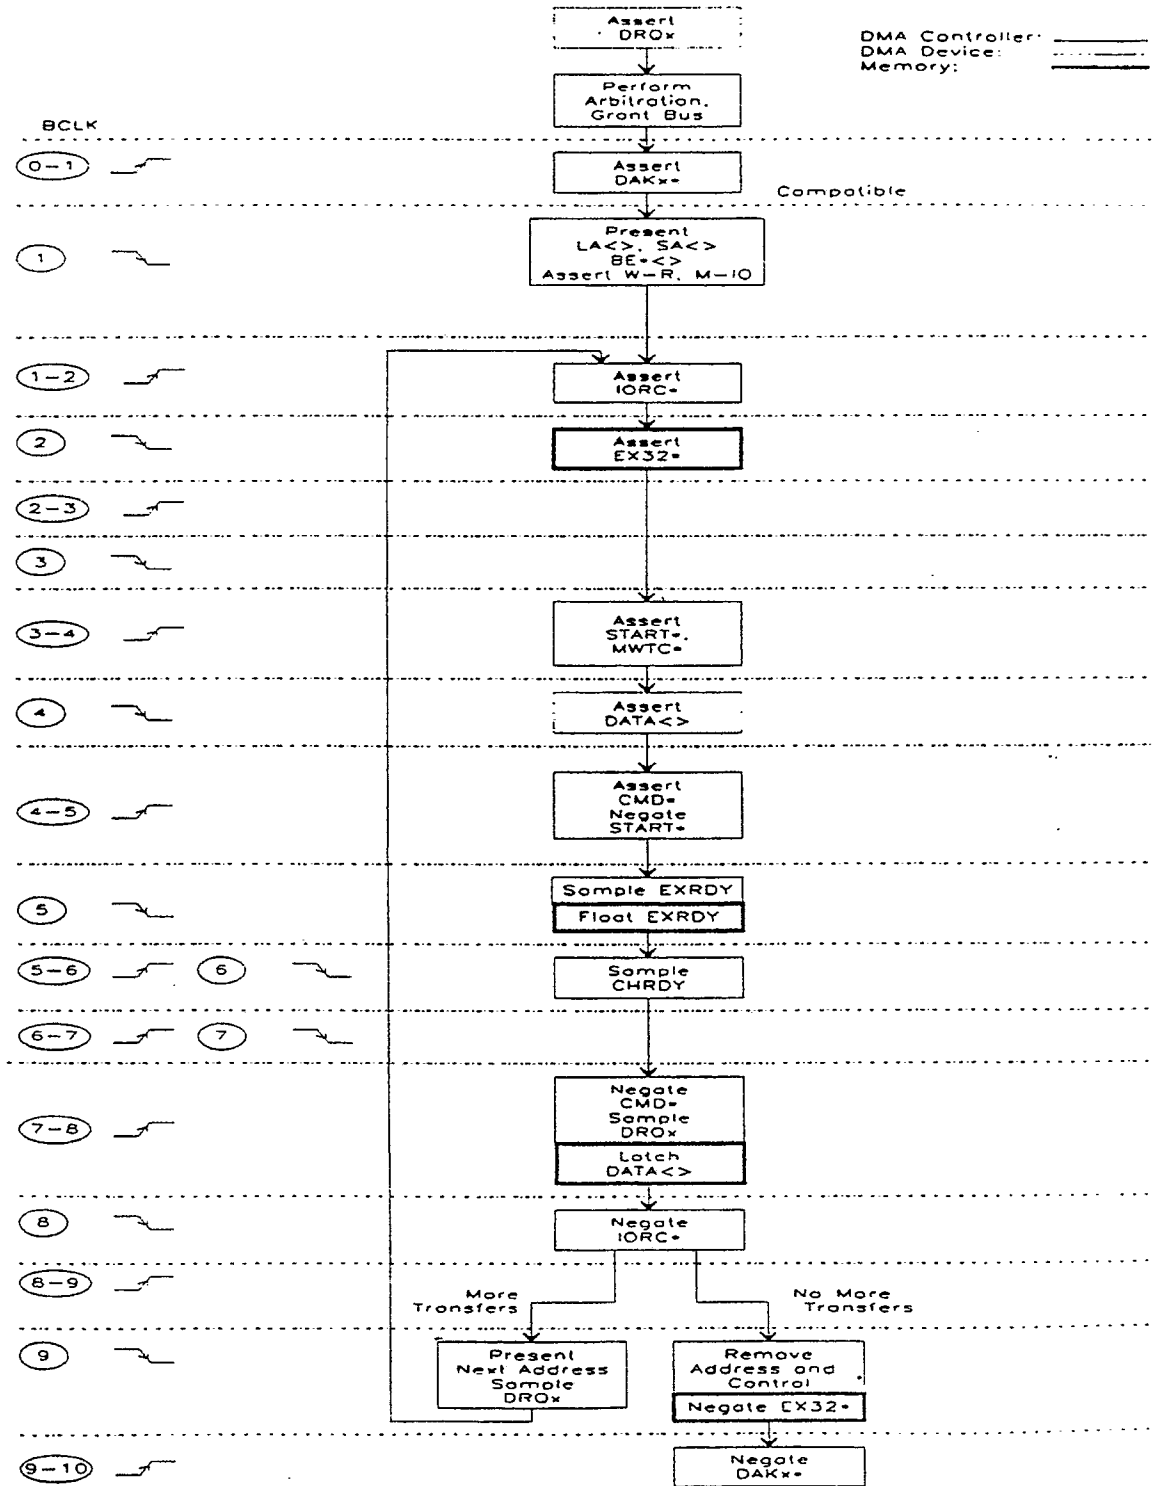 Assert
DRQx
DMA Controller:
DMA Device:
Memory:
Perform
Arbitration,
Grant Bus
BCLK
0-1
Assert
DAKx*
Compatible
1
Present
LA<>, SA<>
BE*<>
Assert W-R, M-IO
1-2
Assert
IORC*
2
Assert
EX32*
2-3
3
3-4
Assert
START*,
MWTC*
4
Assert
DATA<>
4-5
Assert
CMD*
Negate
START*
5
Sample EXRDY
Float EXRDY
5-6 6
Sample
CHRDY
6-7 7
7-8
Negate
CMD*
Sample
DRQx
Latch
DATA<>
8
Negate
IORC*
8-9
More
Transfers
No More
Transfers
9
Present
Next Address
Sample
DRQx
Remove
Address and
Control
Negate EX32*
9-10
Negate
DAKx*